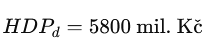 HDP_d = 5800 mil. Kč